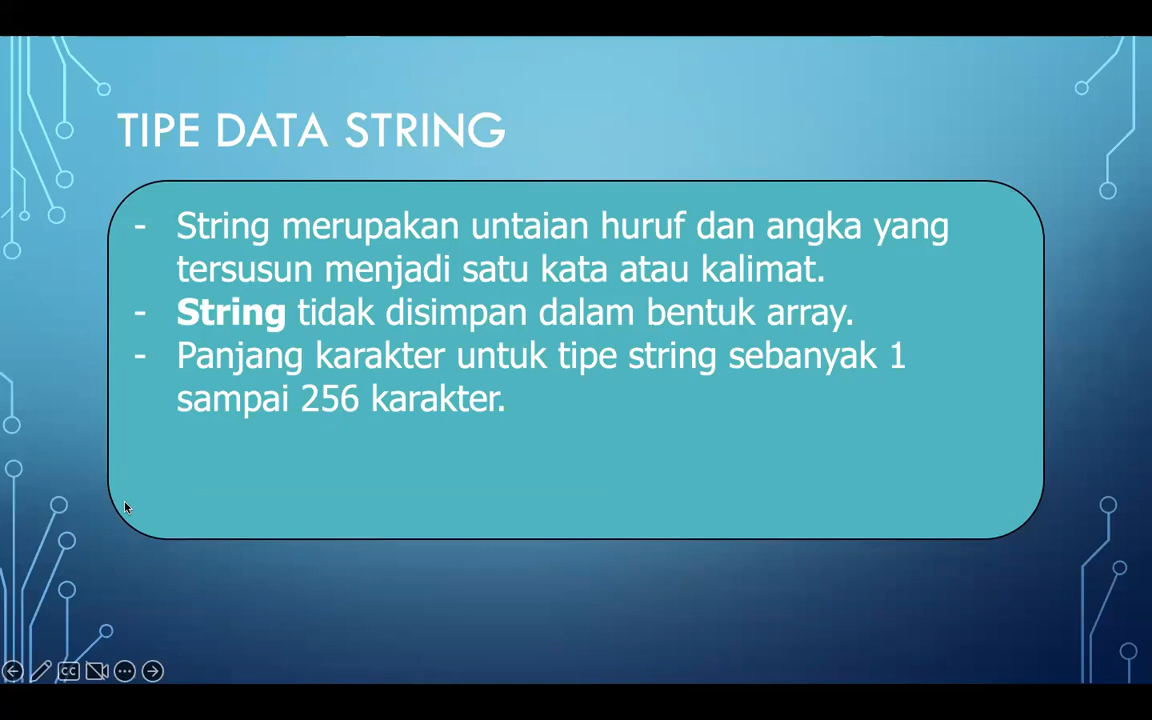 TIPE DATA STRING
- String merupakan untaian huruf dan angka yang
tersusun menjadi satu kata atau kalimat.
- String tidak disimpan dalam bentuk array.
- Panjang karakter untuk tipe string sebanyak 1
sampai 256 karakter.
CC